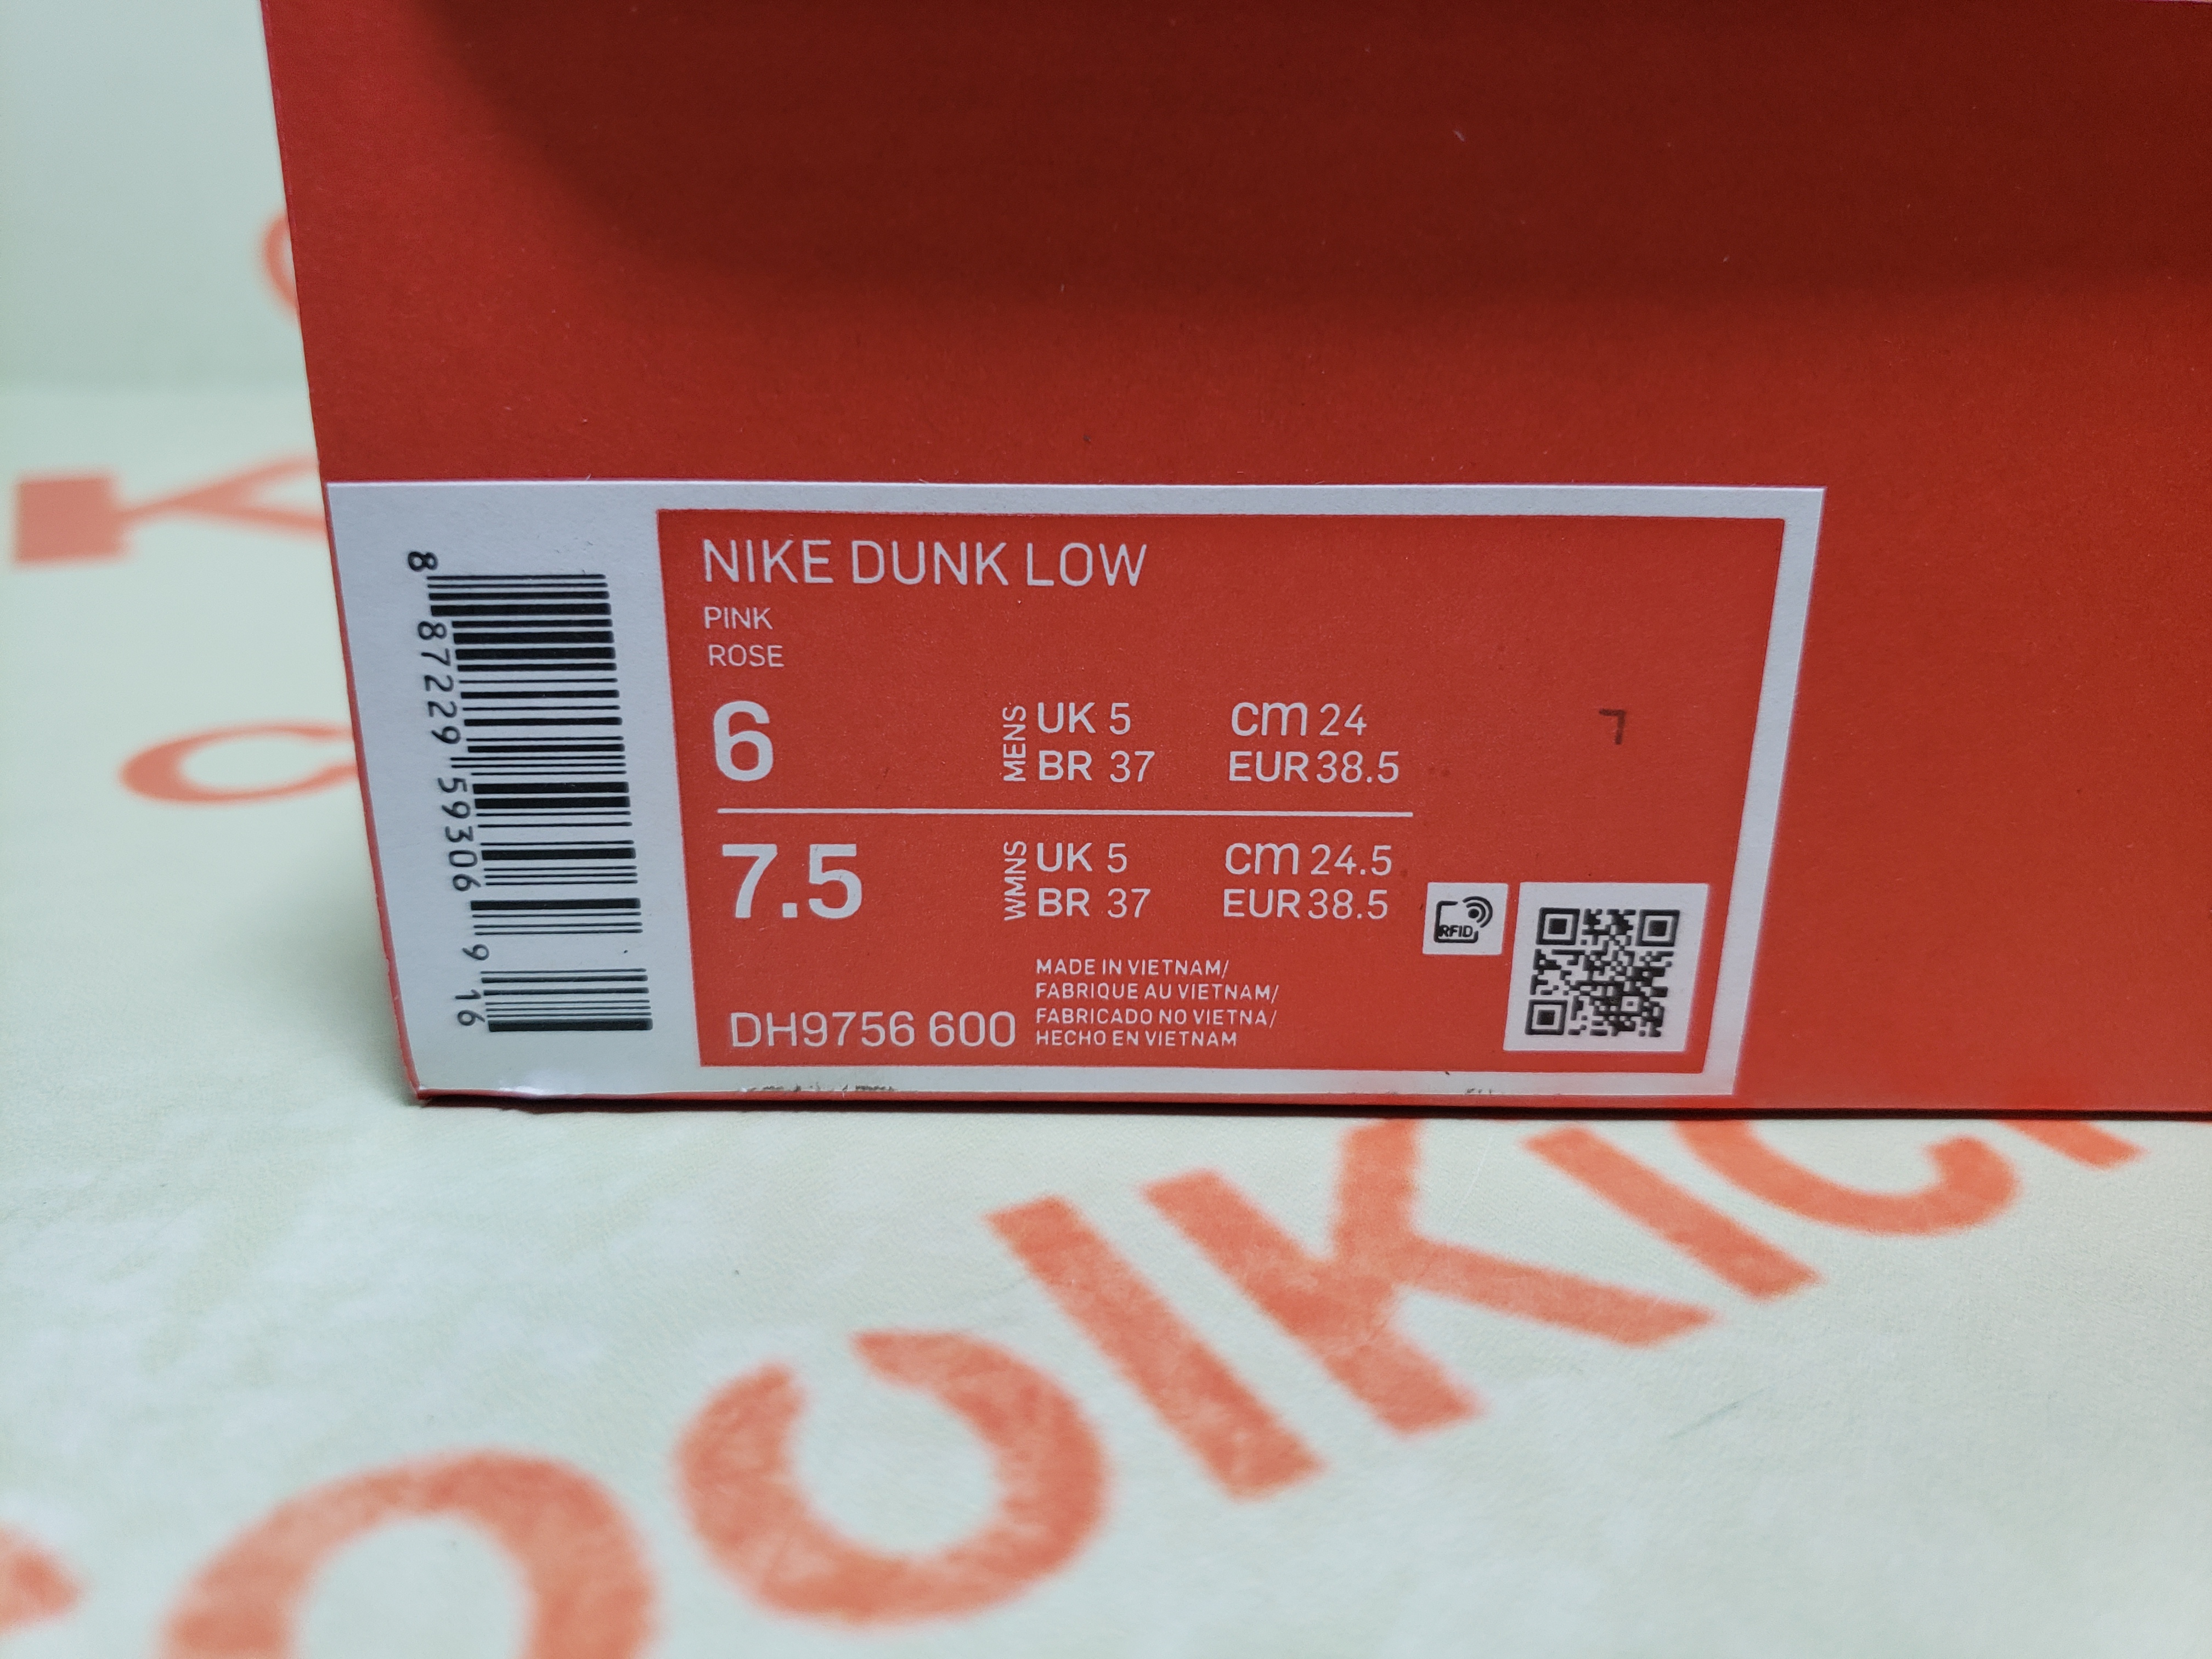 NIKE DUNK LOW
PINK
ROSE
6
MENS
UK 5
cm 24
BR 37
EUR 38.5
7.5
WMNS
UK 5
cm 24.5
BR 37
EUR 38.5
RFID
MADE IN VIETNAM/
FABRIQUE AU VIETNAM/
FABRICADO NO VIETNA/
HECHO EN VIETNAM
DH9756 600
8 87229 59306 9 16